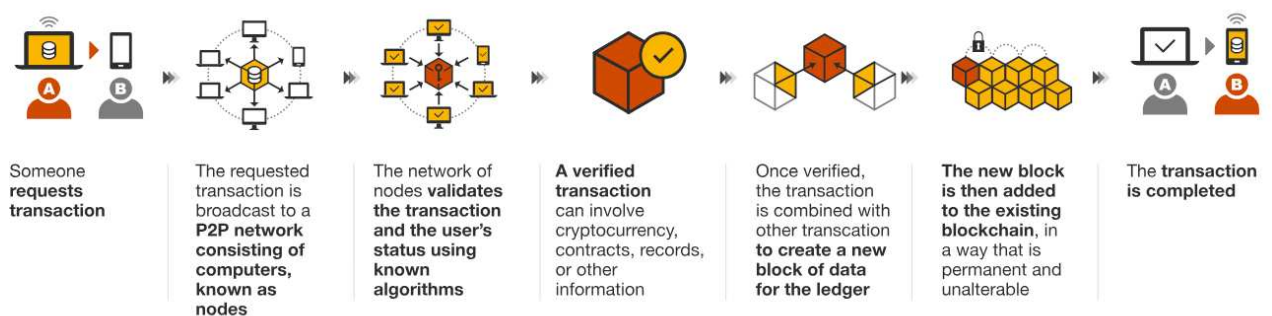 A
B
A
B
Someone
requests
transaction
The requested
transaction is
broadcast to a
P2P network
consisting of
computers,
known as
nodes
The network of
nodes validates
the transaction
and the user's
status using
known
algorithms
A verified
transaction
can involve
cryptocurrency,
contracts, records,
or other
information
Once verified,
the transaction
is combined with
other transcation
to create a new
block of data
for the ledger
The new block
is then added
to the existing
blockchain, in
a way that is
permanent and
unalterable
The transaction
is completed